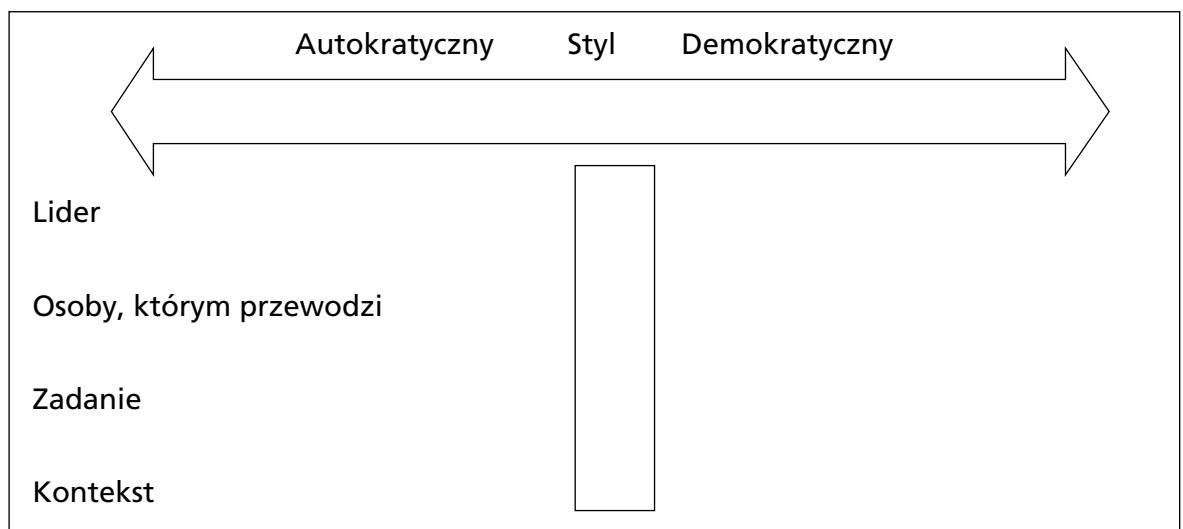 Autokratyczny Styl Demokratyczny
Lider
Osoby, którym przewodzi
Zadanie
Kontekst